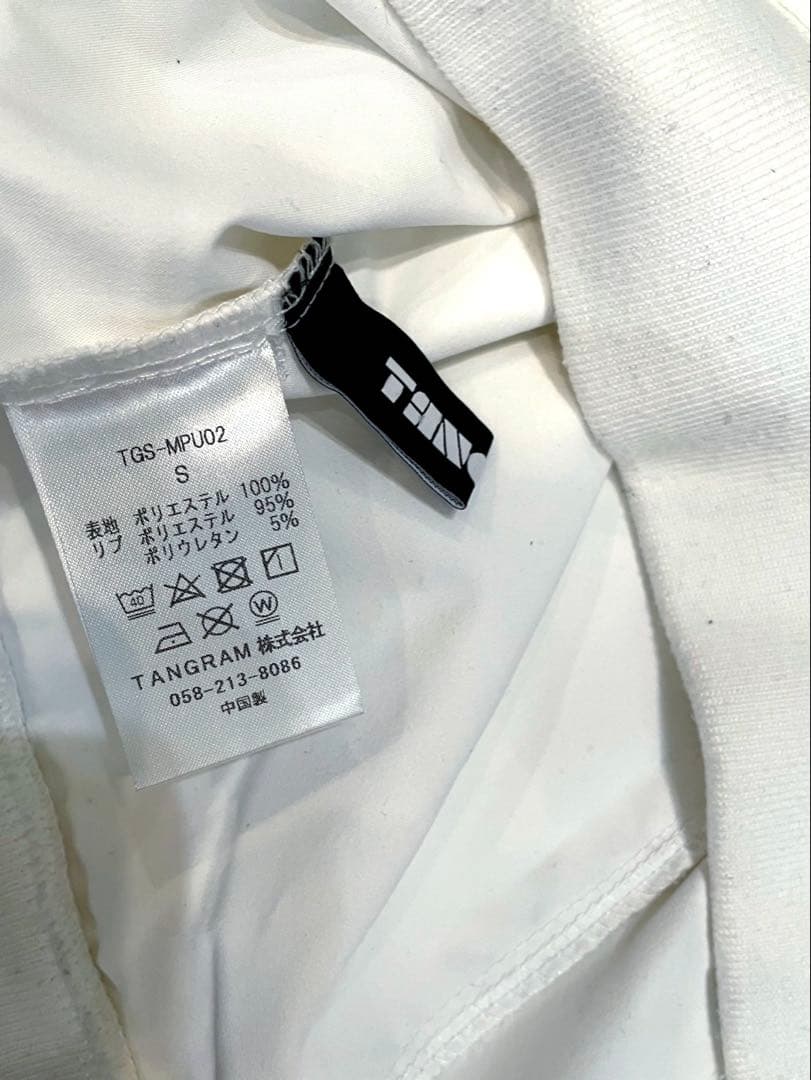 TGS-MPU02
S
表地 ポリエステル 100%
リブ ポリエステル 95%
ポリウレタン 5%
40
W
TANGRAM 株式会社
058-213-8086
中国製